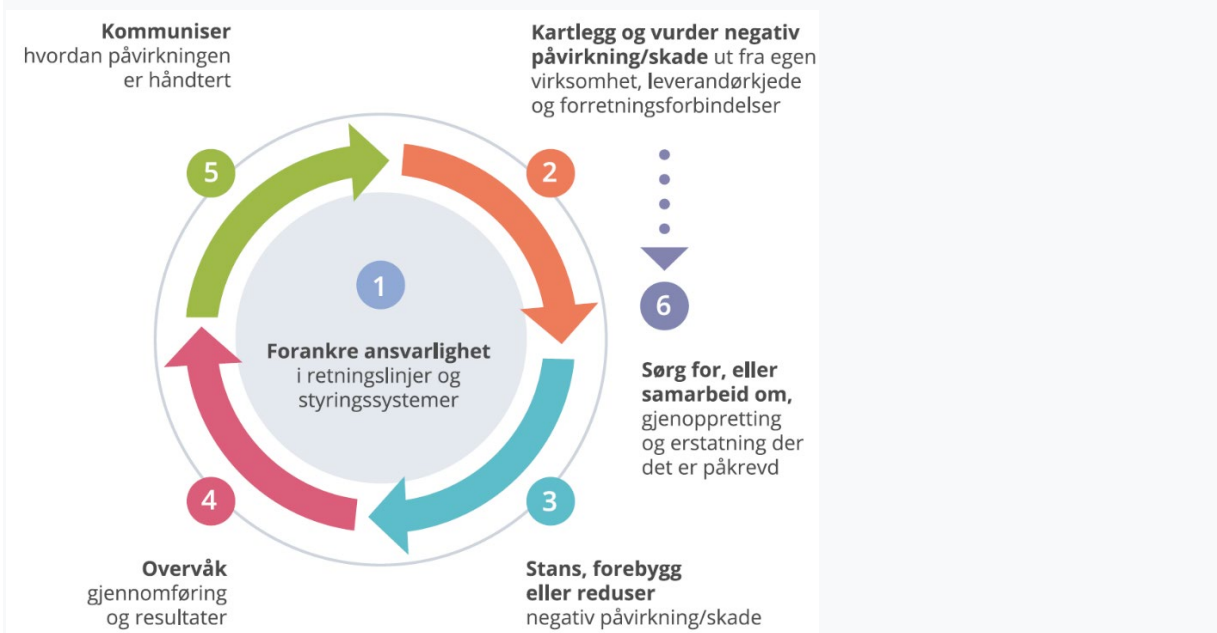 Kommuniser
hvordan påvirkningen
er håndtert
Kartlegg og vurder negativ
påvirkning/skade ut fra egen
virksomhet, leverandørkjede
og forretningsforbindelser
5
2
1
Forankre ansvarlighet
i retningslinjer og
styringssystemer
6
Sørg for, eller
samarbeid om,
gjenoppretting
og erstatning der
det er påkrevd
4
3
Overvåk
gjennomføring
og resultater
Stans, forebygg
eller reduser
negativ påvirkning/skade